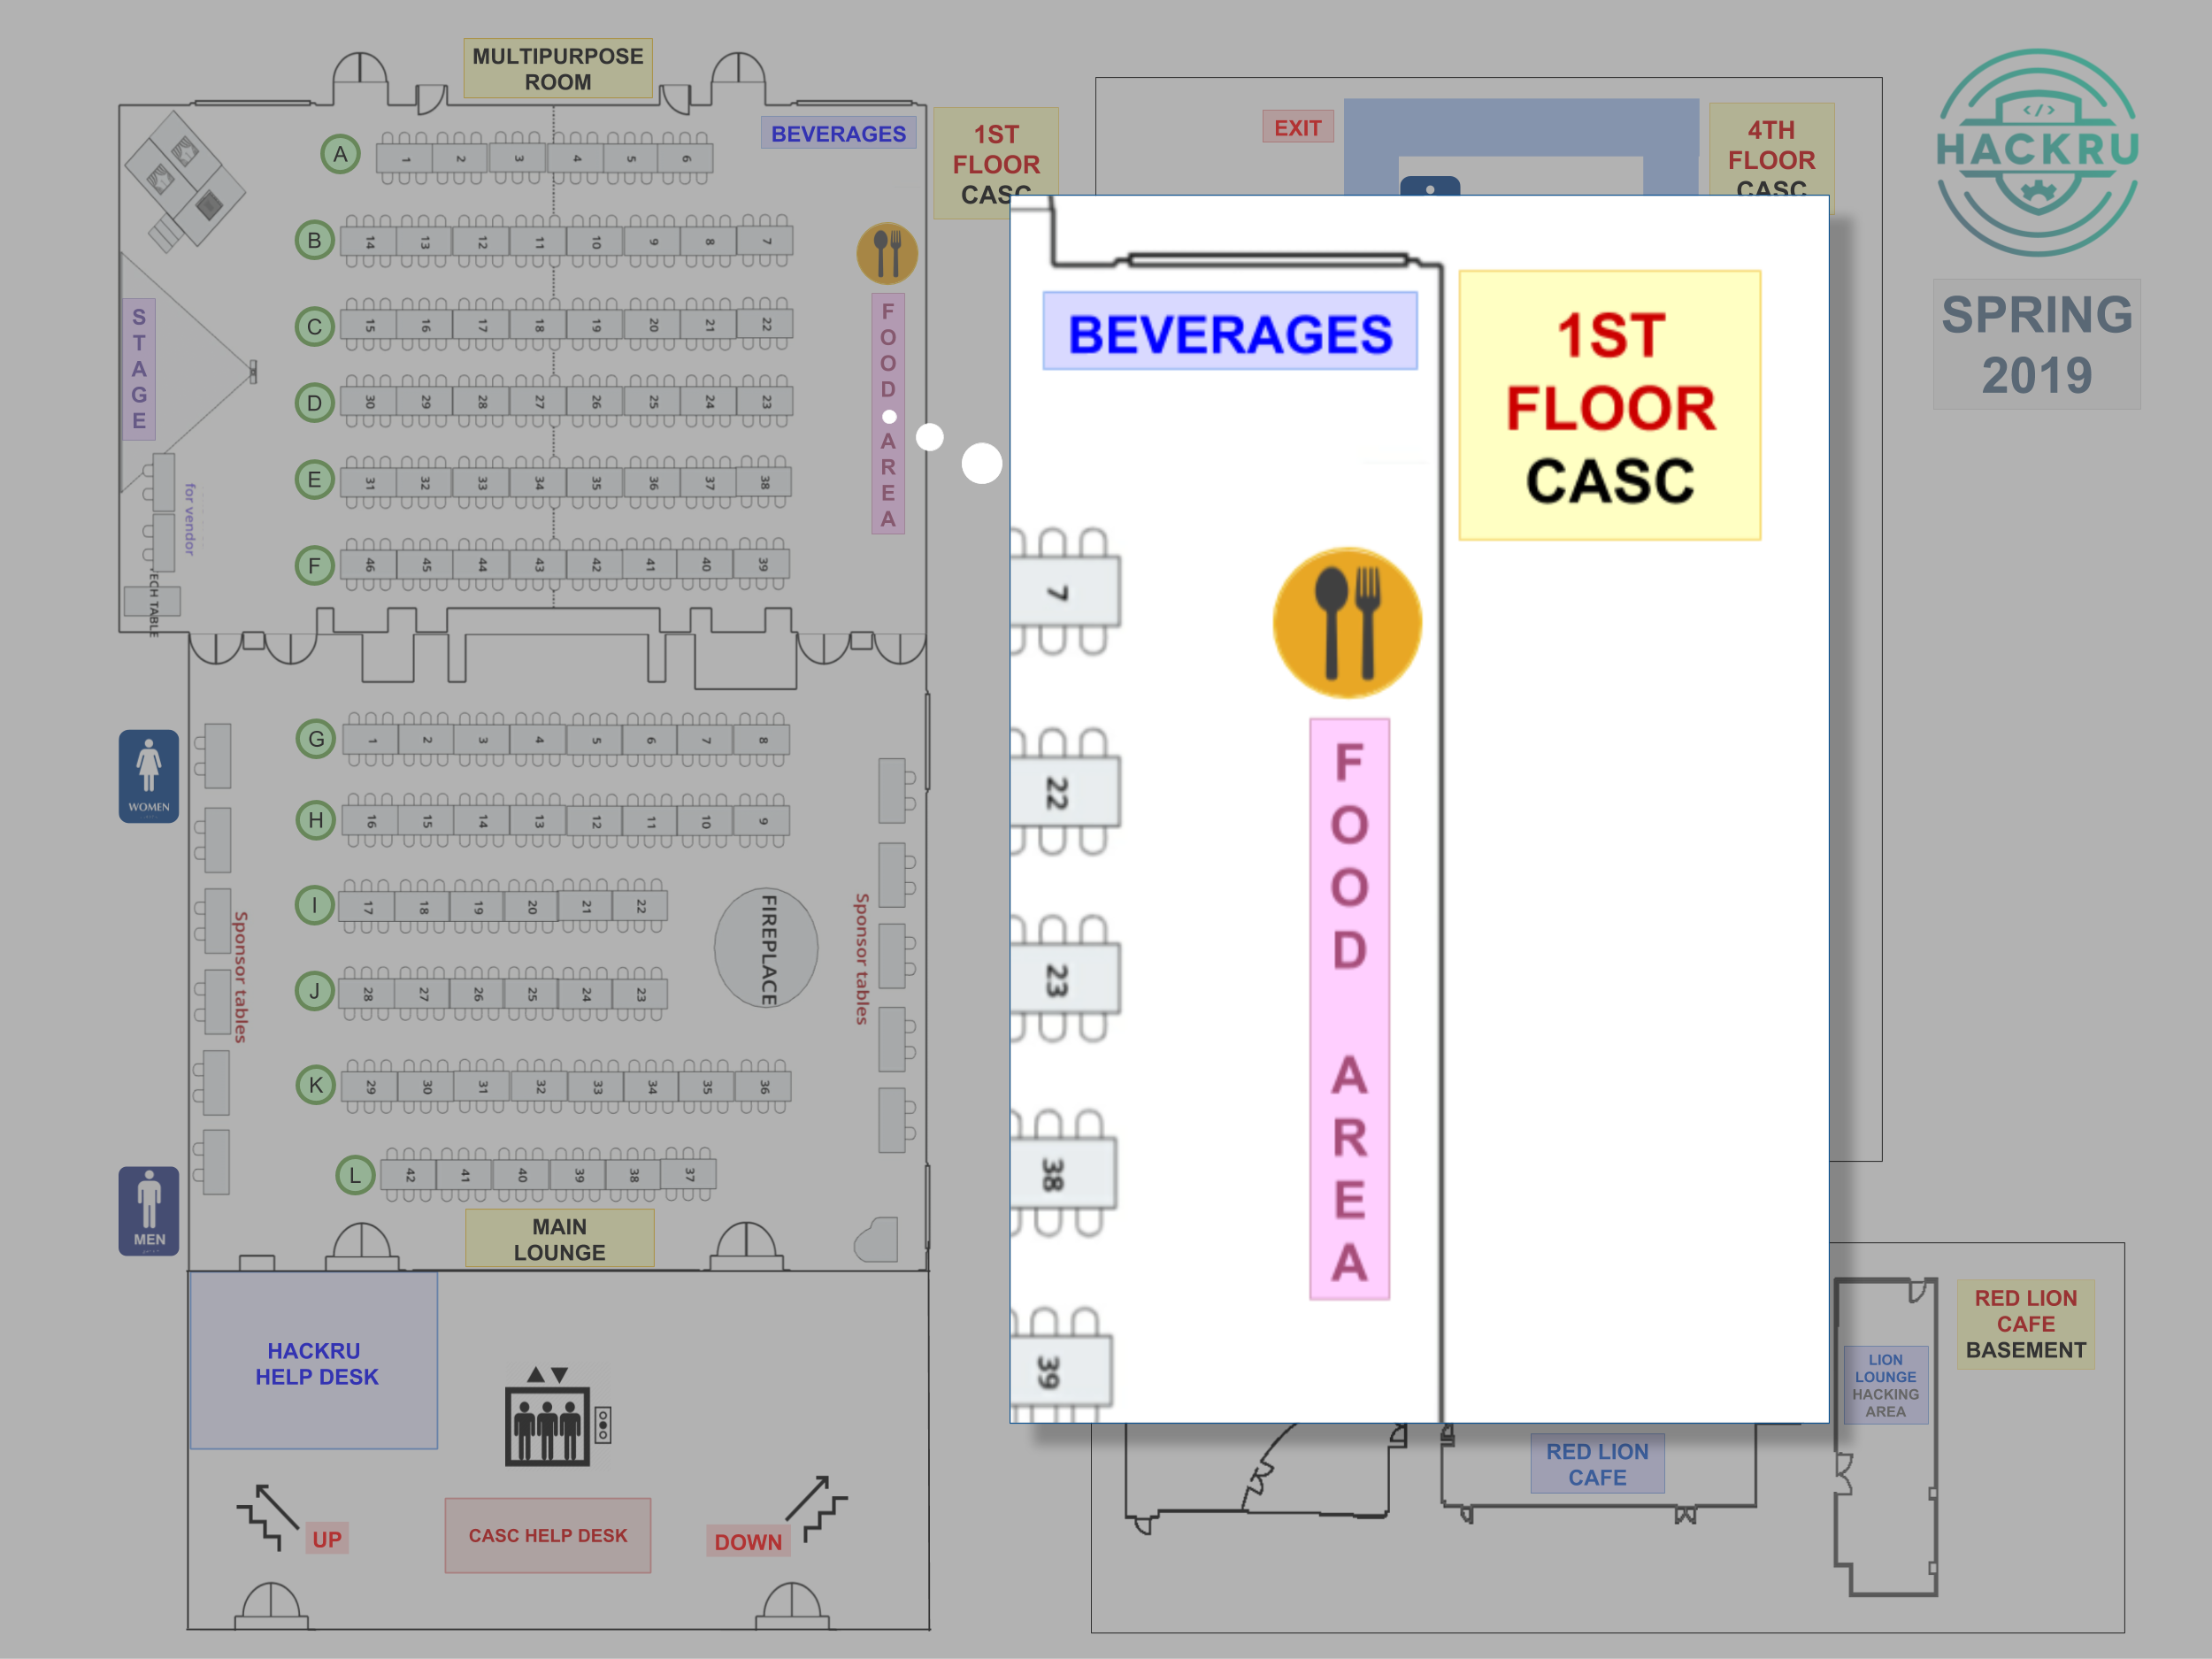 MULTIPURPOSE
ROOM
BEVERAGES
1ST
FLOOR
CASC
A
1 2 3 4 5 6
B
14 13 12 11 10 9 8 7
C
15 16 17 18 19 20 21 22
D
30 29 28 27 26 25 24 23
E
31 32 33 34 35 36 37 38
F
46 45 44 43 42 41 40 39
STAGE
for vendor
TECH TABLE
FOOD AREA
G
1 2 3 4 5 6 7 8
H
16 15 14 13 12 11 10 9
I
17 18 19 20 21 22
J
28 27 26 25 24 23
K
29 30 31 32 33 34 35 36
L
42 41 40 39 38 37
FIREPLACE
Sponsor tables
Sponsor tables
WOMEN
MEN
MAIN
LOUNGE
HACKRU
HELP DESK
UP
CASC HELP DESK
DOWN
EXIT
4TH
FLOOR
CASC
BEVERAGES
1ST
FLOOR
CASC
7
22
23
38
39
FOOD AREA
</>
HACKRU
SPRING
2019
RED LION
CAFE
LION
LOUNGE
HACKING
AREA
RED LION
CAFE
BASEMENT